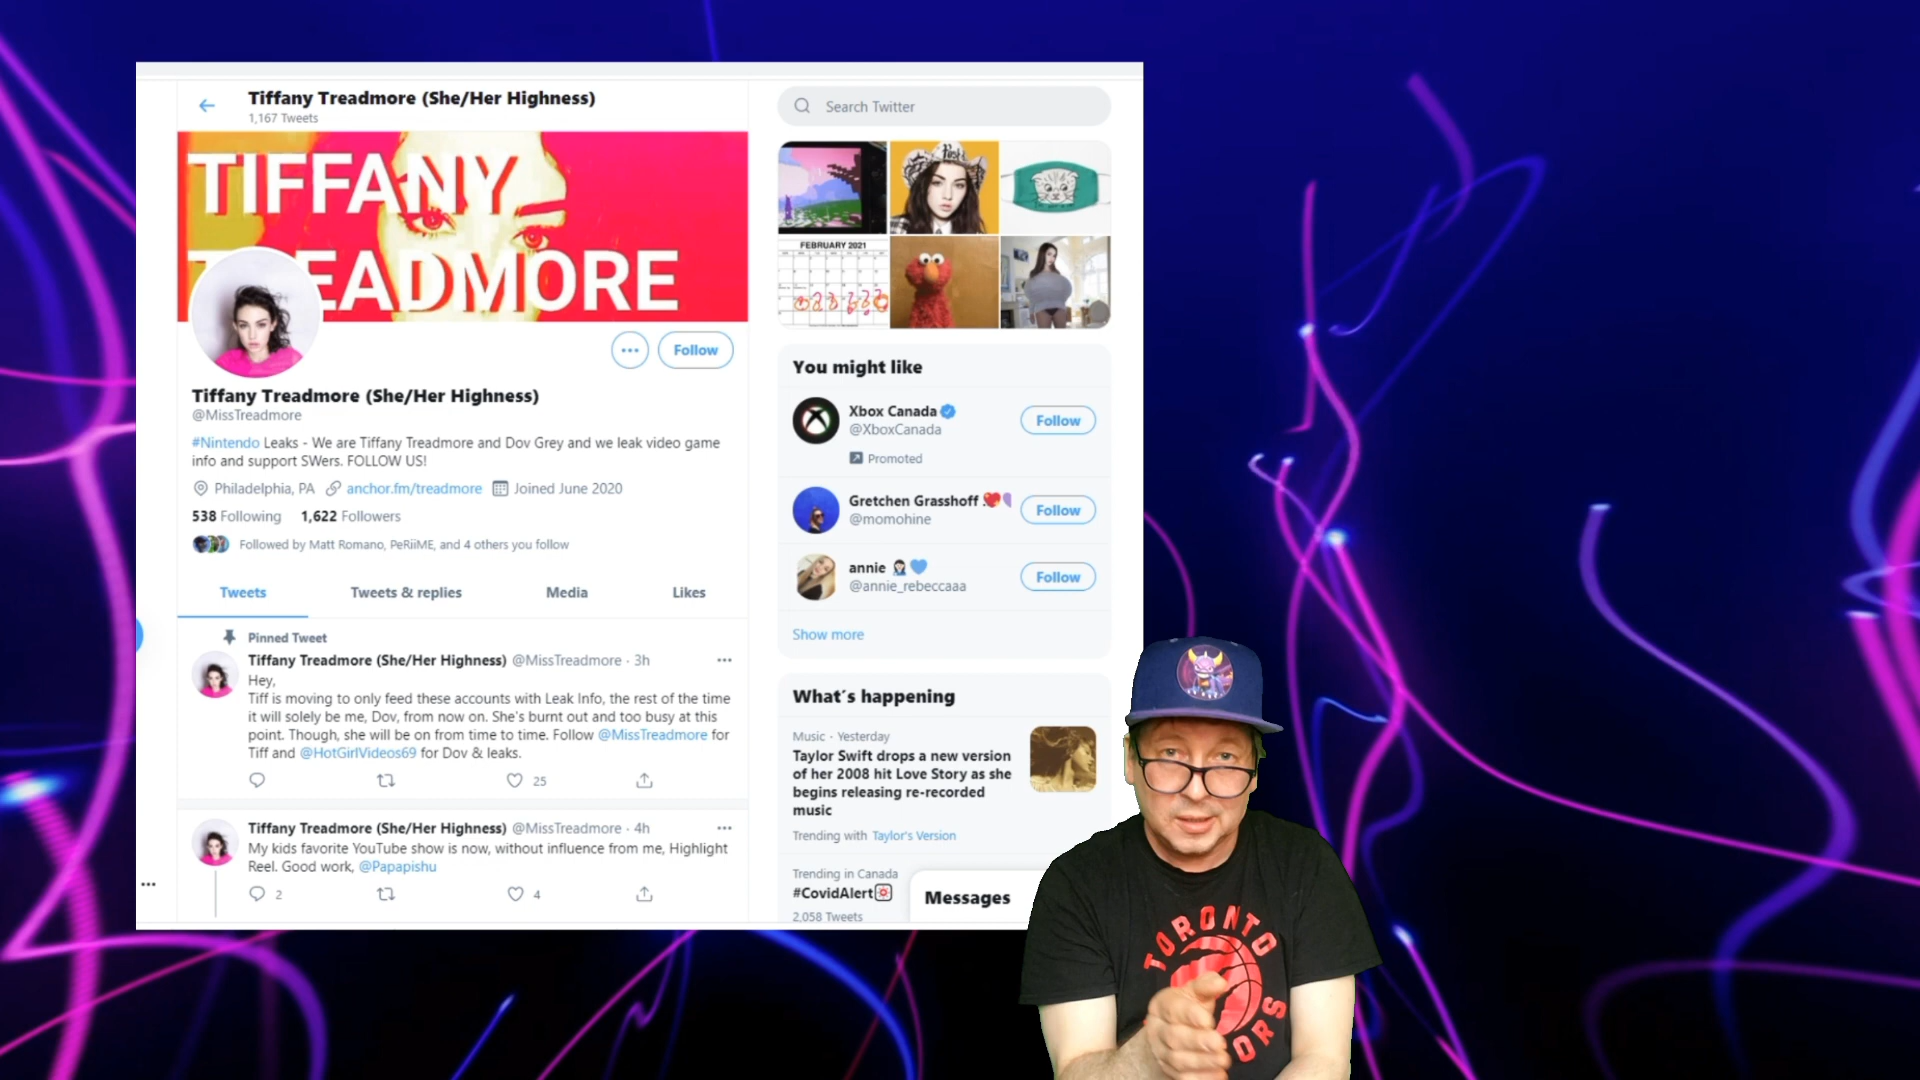 Tiffany Treadmore (She/Her Highness)
1,167 Tweets
TIFFANY
TREADMORE
Follow
Tiffany Treadmore (She/Her Highness)
@MissTreadmore
#Nintendo Leaks - We are Tiffany Treadmore and Dov Grey and we leak video game
info and support SWers. FOLLOW US!
Philadelphia, PA anchor.fm/treadmore Joined June 2020
538 Following 1,622 Followers
Followed by Matt Romano, PeRiiME, and 4 others you follow
Tweets Tweets & replies Media Likes
Pinned Tweet
Tiffany Treadmore (She/Her Highness) @MissTreadmore · 3h
Hey,
Tiff is moving to only feed these accounts with Leak Info, the rest of the time
it will solely be me, Dov, from now on. She's burnt out and too busy at this
point. Though, she will be on from time to time. Follow @MissTreadmore for
Tiff and @HotGirlVideos69 for Dov & leaks.
25
Tiffany Treadmore (She/Her Highness) @MissTreadmore · 4h
My kids favorite YouTube show is now, without influence from me, Highlight
Reel. Good work, @Papapishu
2 4
Search Twitter
FEBRUARY 2021
You might like
Xbox Canada
@XboxCanada
Follow
Promoted
Gretchen Grasshoff
@momohine
Follow
annie
@annie_rebeccaaa
Follow
Show more
What's happening
Music · Yesterday
Taylor Swift drops a new version
of her 2008 hit Love Story as she
begins releasing re-recorded
music
Trending with Taylor's Version
Trending in Canada
#CovidAlert
2,058 Tweets
Messages
TORONTO